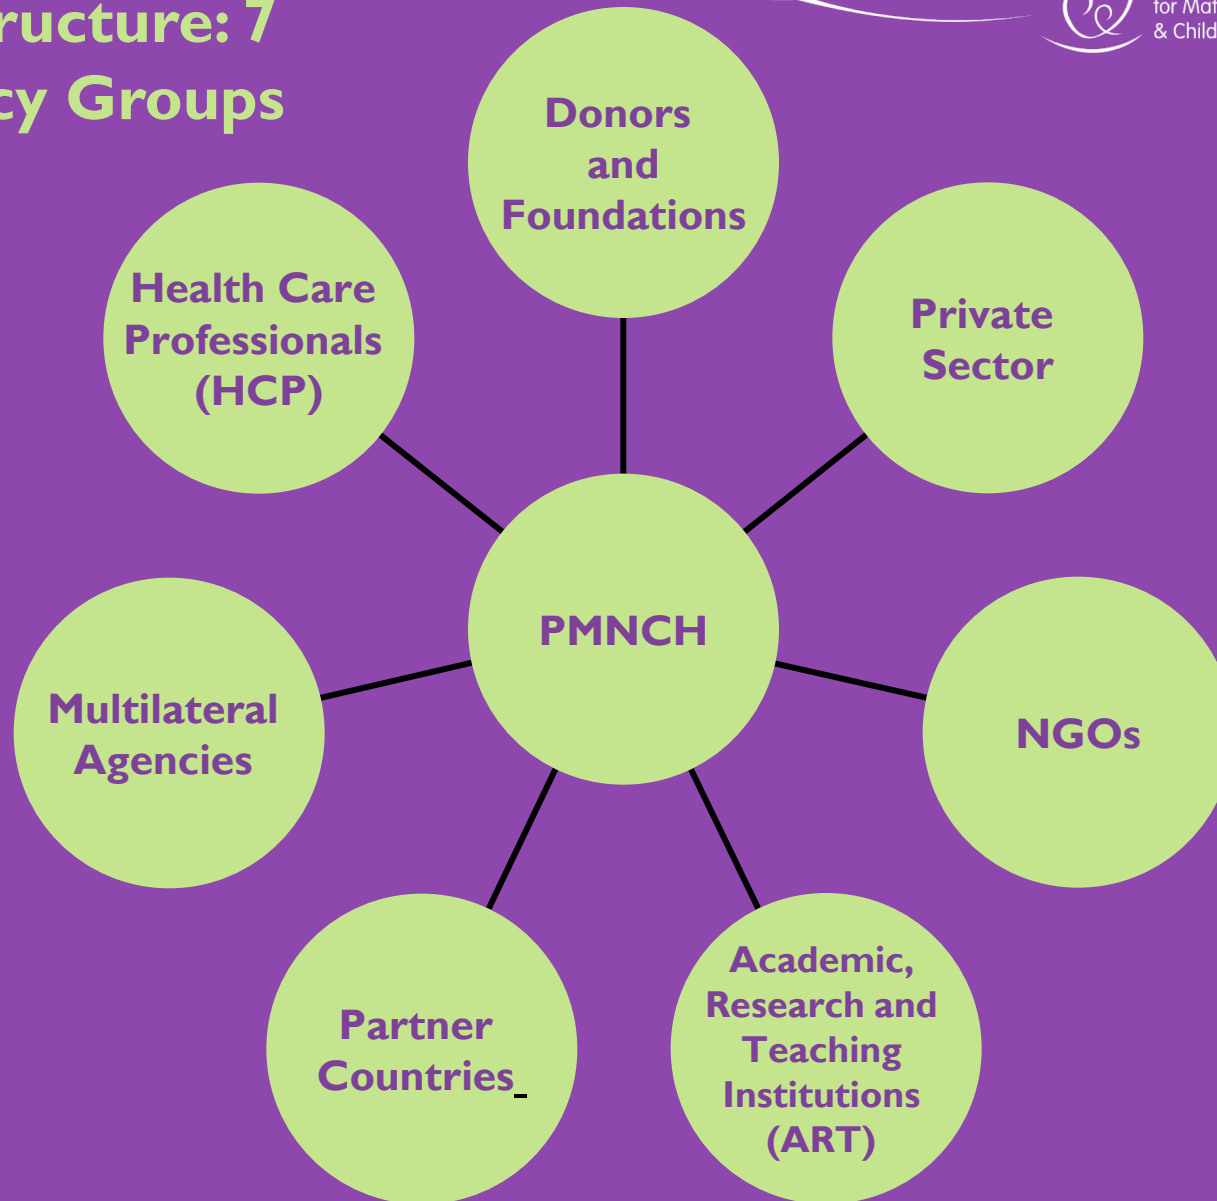 ructure: 7
cy Groups
for Mat
& Child
Donors
and
Foundations
Health Care
Professionals
(HCP)
Private
Sector
PMNCH
Multilateral
Agencies
NGOs
Partner
Countries
Academic,
Research and
Teaching
Institutions
(ART)